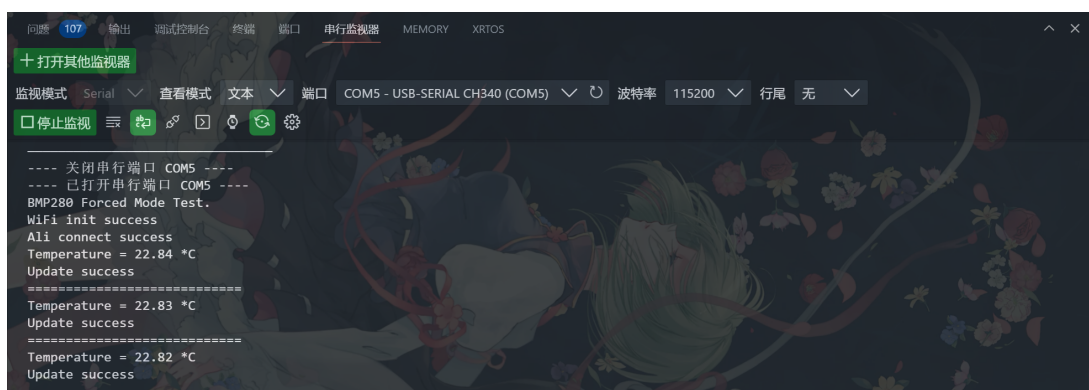 问题 107 输出 调试控制台 终端 端口 串行监视器 MEMORY XRTOS
+ 打开其他监视器
监视模式 Serial 查看模式 文本 端口 COM5 - USB-SERIAL CH340 (COM5) 波特率 115200 行尾 无
停止监视
---- 关闭串行端口 COM5 ----
---- 已打开串行端口 COM5 ----
BMP280 Forced Mode Test.
WiFi init success
Ali connect success
Temperature = 22.84 *C
Update success
============================
Temperature = 22.83 *C
Update success
============================
Temperature = 22.82 *C
Update success